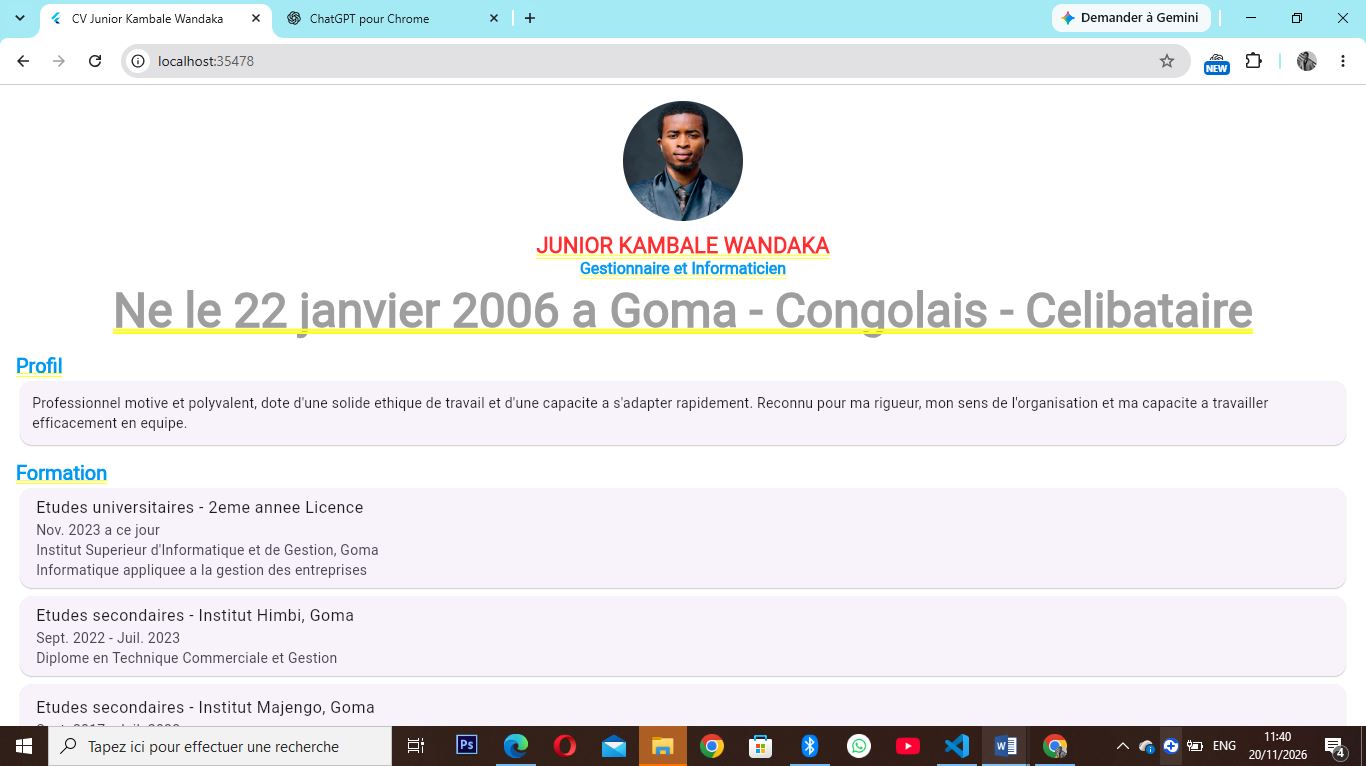 CV Junior Kambale Wandaka
ChatGPT pour Chrome
Demander à Gemini
localhost:35478
NEW
JUNIOR KAMBALE WANDAKA
Gestionnaire et Informaticien
Ne le 22 janvier 2006 a Goma - Congolais - Celibataire
Profil
Professionnel motive et polyvalent, dote d'une solide ethique de travail et d'une capacite a s'adapter rapidement. Reconnu pour ma rigueur, mon sens de l'organisation et ma capacite a travailler
efficacement en equipe.
Formation
Etudes universitaires - 2eme annee Licence
Nov. 2023 a ce jour
Institut Superieur d'Informatique et de Gestion, Goma
Informatique appliquee a la gestion des entreprises
Etudes secondaires - Institut Himbi, Goma
Sept. 2022 - Juil. 2023
Diplome en Technique Commerciale et Gestion
Etudes secondaires - Institut Majengo, Goma
Tapez ici pour effectuer une recherche
Ps
W
ENG
11:40
20/11/2026
4